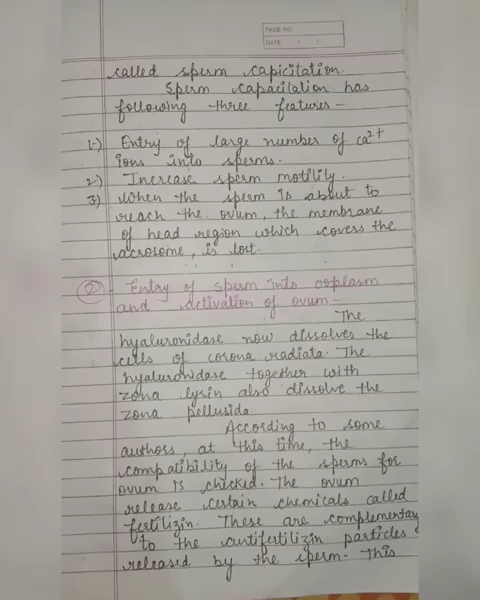 PAGE NO
DATE / /
called sperm capicitation.
Sperm capacitation has
following three features –
1-) Entry of large number of ca²⁺
ions into sperms.
2-) Increase sperm motility.
3) When the sperm is about to
reach the ovum, the membrane
of head region which covers the
acrosome, is lost.
② Entry of sperm into ooplasm
and activation of ovum –
The
hyaluronidase now dissolves the
cells of corona radiata. The
hyaluronidase together with
zona lysin also dissolve the
zona pellusida
According to some
authors, at this time, the
compatibility of the sperms for
ovum is checked. The ovum
release certain chemicals called
fertilizin. These are complementary
to the antifertilizin particles
released by the sperm. This